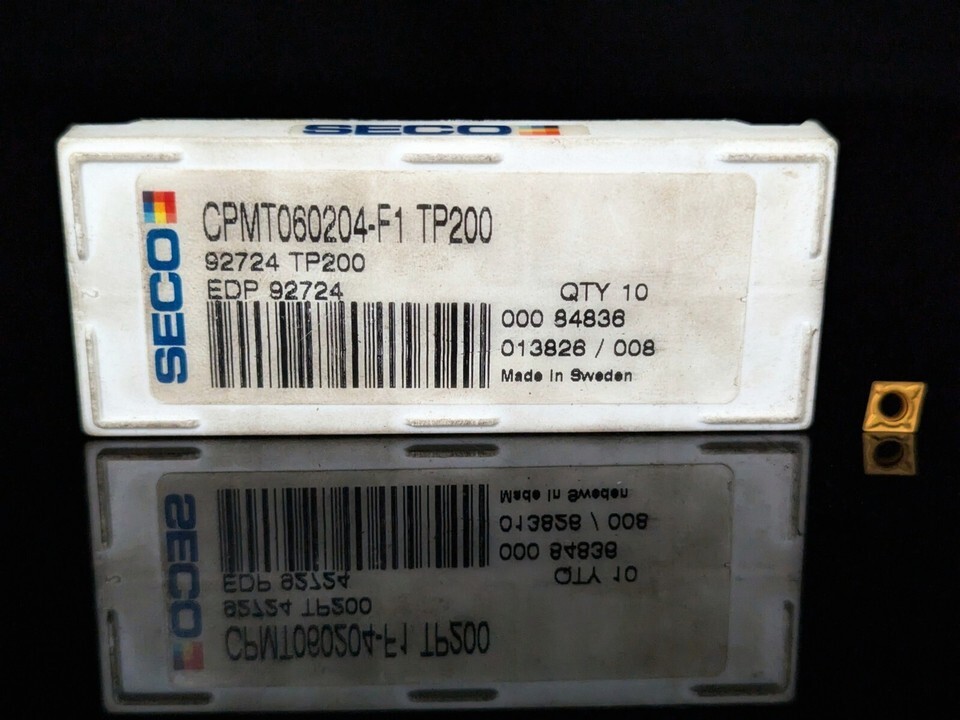 SECO
SECO
CPMT060204-F1 TP200
92724 TP200
EDP 92724
QTY 10
000 84836
013826 / 008
Made in Sweden